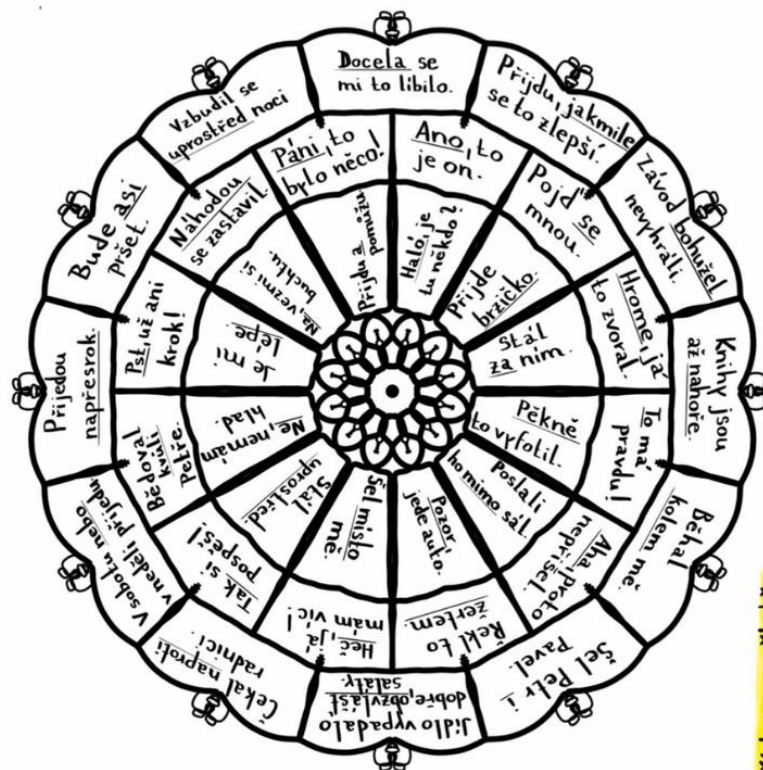 Docela se
mi to líbilo.
Přijdu, jakmile
se to zlepší.
Závod bohužel
nevyhráli.
Knihy jsou
až nahoře.
Běhal
kolem mě.
Šel Petr i
Pavel.
Jídlo vypadalo
dobře, obzvlášť
saláty.
Čekal naproti
radnici.
V sobotu nebo
v neděli přijedu.
Přijedou
napřesrok.
Bude asi
pršet.
Vzbudil se
uprostřed noci
Ano, to
je on.
Pojď se
mnou.
Hrome, já
to zvoral.
To má
pravdu!
Aha, proto
nepřišel.
Řekl to
žertem.
Heč, já
mám víc!
Tak si
pospěš!
Bědoval
kvůli
Petře.
Pst, už ani
krok!
Náhodou
se zastavil.
Páni, to
bylo něco!
Haló, je
tu někdo?
Přijde
brzičko.
Stál
za ním.
Pěkně
to vyfotil.
Poslali
ho mimo sál.
Pozor,
jede auto.
Šel místo
mě.
Stál
uprostřed.
Ne, nemám
hlad.
Je mi
lépe.
Na, vezmi si
buchtu.
Přijdu a
pomůžu.